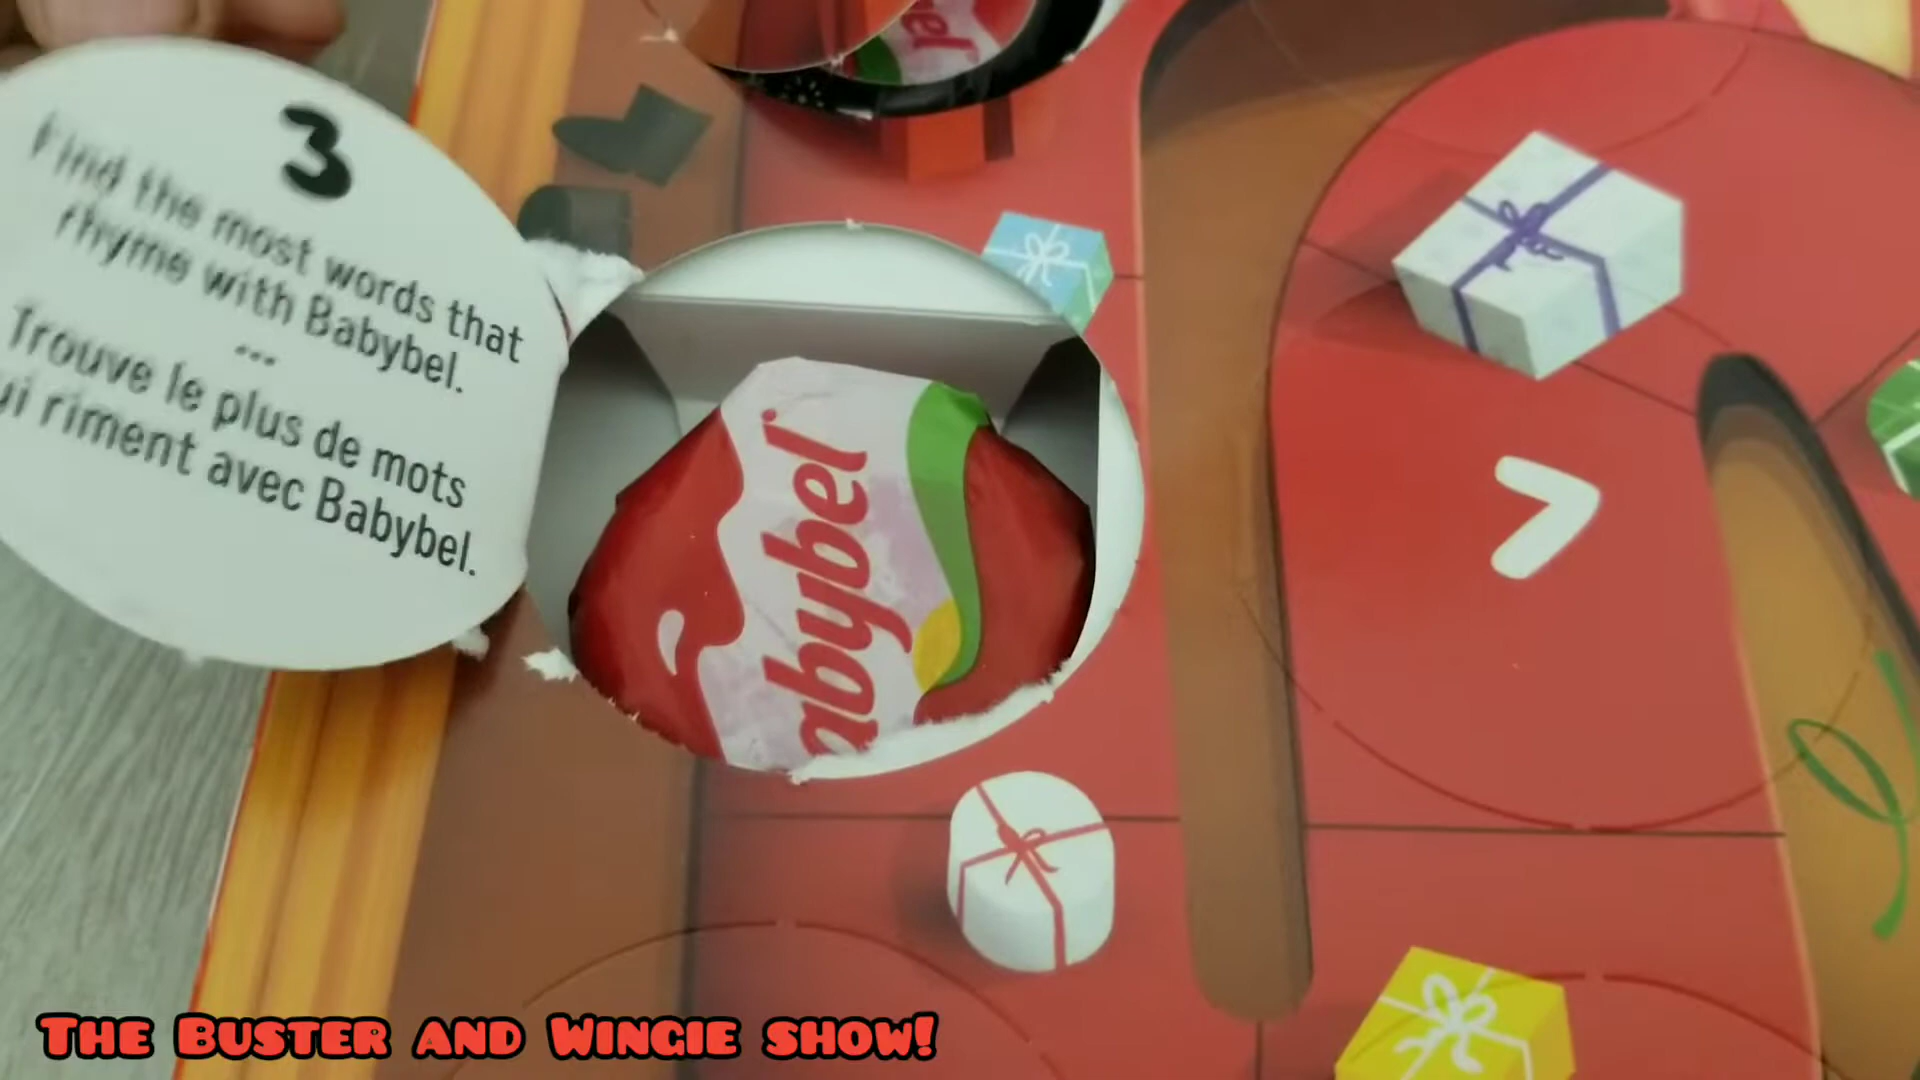 3
Find the most words that
rhyme with Babybel.
...
Trouve le plus de mots
ui riment avec Babybel.
abybel
el
THE BUSTER AND WINGIE SHOW!